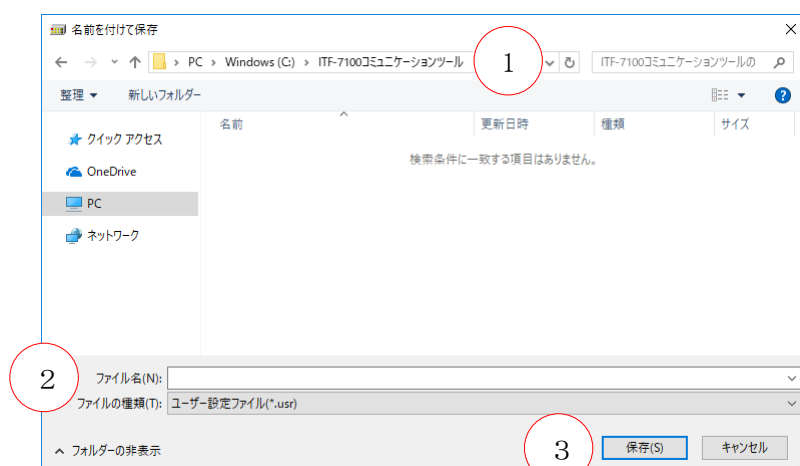 名前を付けて保存
PC > Windows (C:) > ITF-7100コミュニケーションツール
1
ITF-7100コミュニケーションツールの
整理 新しいフォルダー
名前 更新日時 種類 サイズ
検索条件に一致する項目はありません。
クイック アクセス
OneDrive
PC
ネットワーク
2
ファイル名(N):
ファイルの種類(T): ユーザー設定ファイル(*.usr)
フォルダーの非表示
3
保存(S) キャンセル